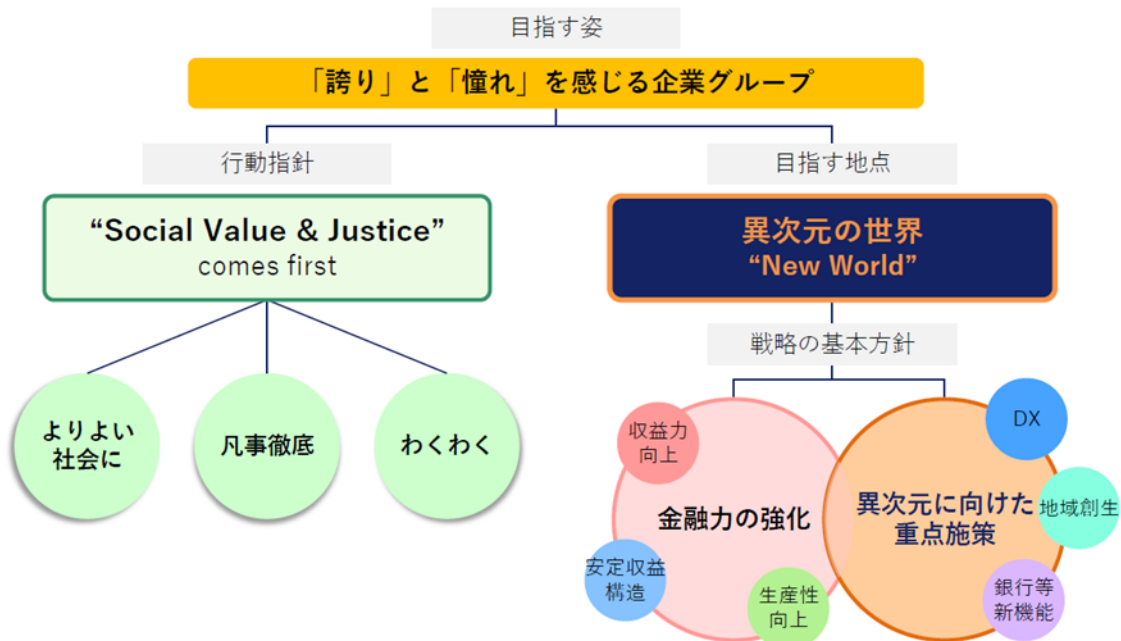 目指す姿
「誇り」と「憧れ」を感じる企業グループ
行動指針
“Social Value & Justice”
comes first
よりよい
社会に
凡事徹底
わくわく
目指す地点
異次元の世界
“New World”
戦略の基本方針
収益力
向上
金融力の強化
安定収益
構造
生産性
向上
DX
異次元に向けた
重点施策
地域創生
銀行等
新機能